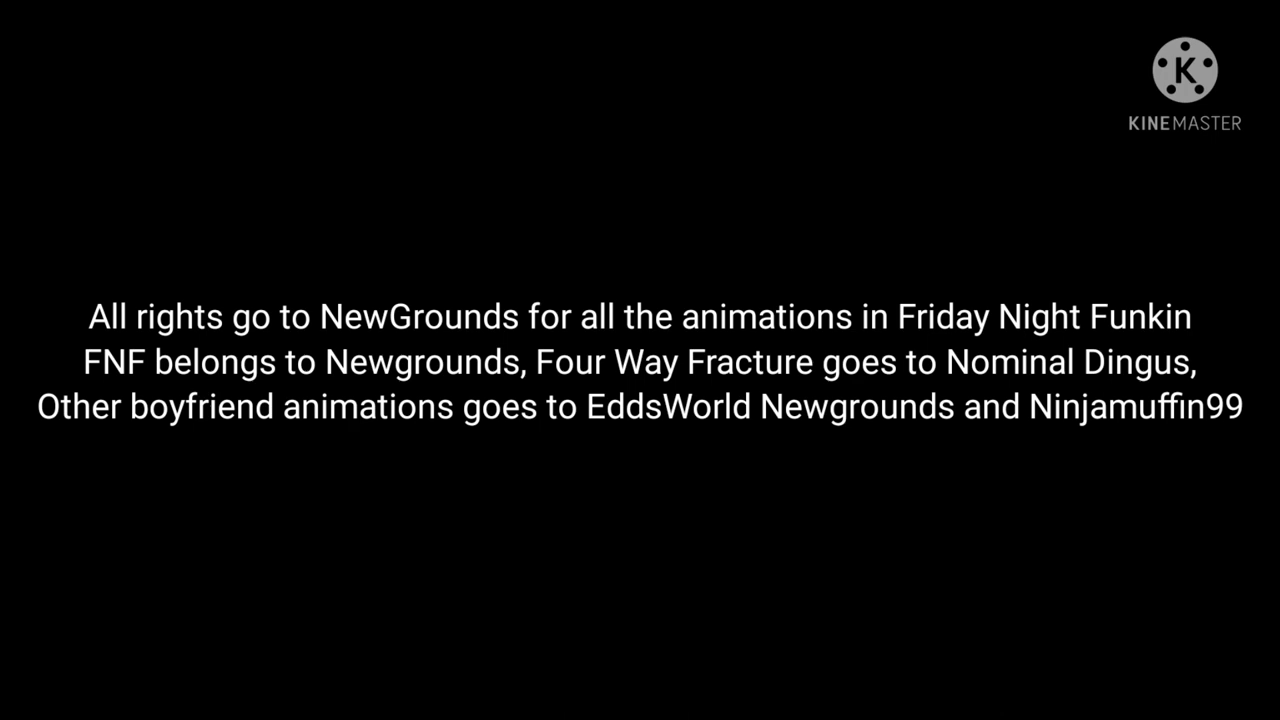 K
KINEMASTER
All rights go to NewGrounds for all the animations in Friday Night Funkin
FNF belongs to Newgrounds, Four Way Fracture goes to Nominal Dingus,
Other boyfriend animations goes to EddsWorld Newgrounds and Ninjamuffin99